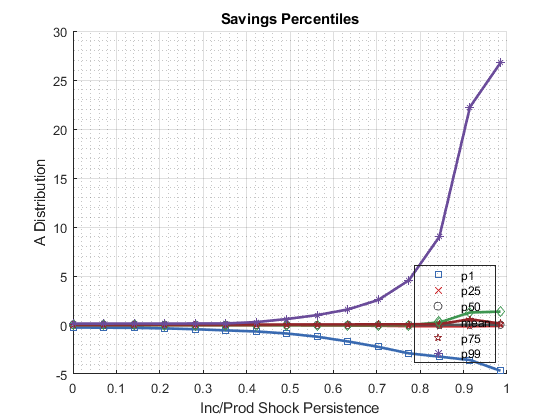 Savings Percentiles
30
25
20
15
10
5
0
-5
A Distribution
p1
p25
p50
mean
p75
p99
0 0.1 0.2 0.3 0.4 0.5 0.6 0.7 0.8 0.9 1
Inc/Prod Shock Persistence